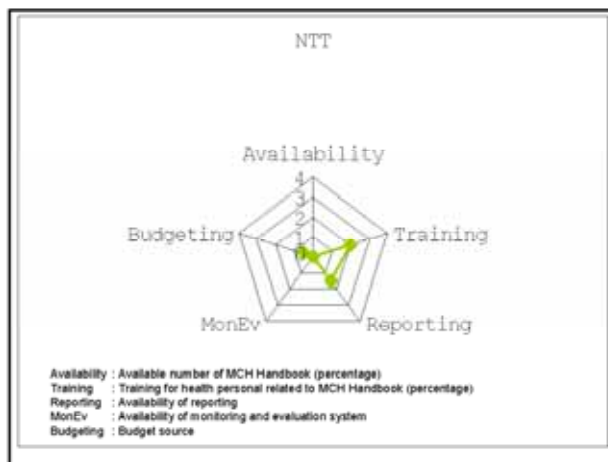 NTT
Availability
4
3
2
1
Budgeting
Training
MonEv
Reporting
Availability : Available number of MCH Handbook (percentage)
Training : Training for health personal related to MCH Handbook (percentage)
Reporting : Availability of reporting
MonEv : Availability of monitoring and evaluation system
Budgeting : Budget source